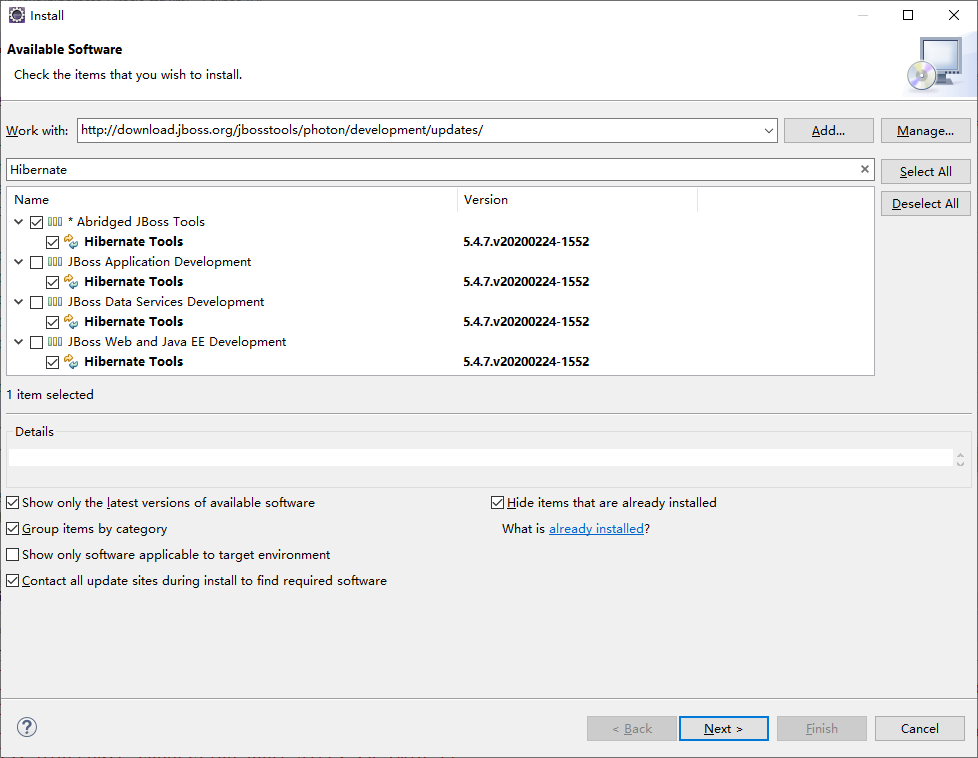 Install
Available Software
Check the items that you wish to install.
Work with: http://download.jboss.org/jbosstools/photon/development/updates/ Add... Manage...
Hibernate Select All
Deselect All
Name Version
* Abridged JBoss Tools
Hibernate Tools 5.4.7.v20200224-1552
JBoss Application Development
Hibernate Tools 5.4.7.v20200224-1552
JBoss Data Services Development
Hibernate Tools 5.4.7.v20200224-1552
JBoss Web and Java EE Development
Hibernate Tools 5.4.7.v20200224-1552
1 item selected
Details
Show only the latest versions of available software Hide items that are already installed
Group items by category What is already installed?
Show only software applicable to target environment
Contact all update sites during install to find required software
? < Back Next > Finish Cancel